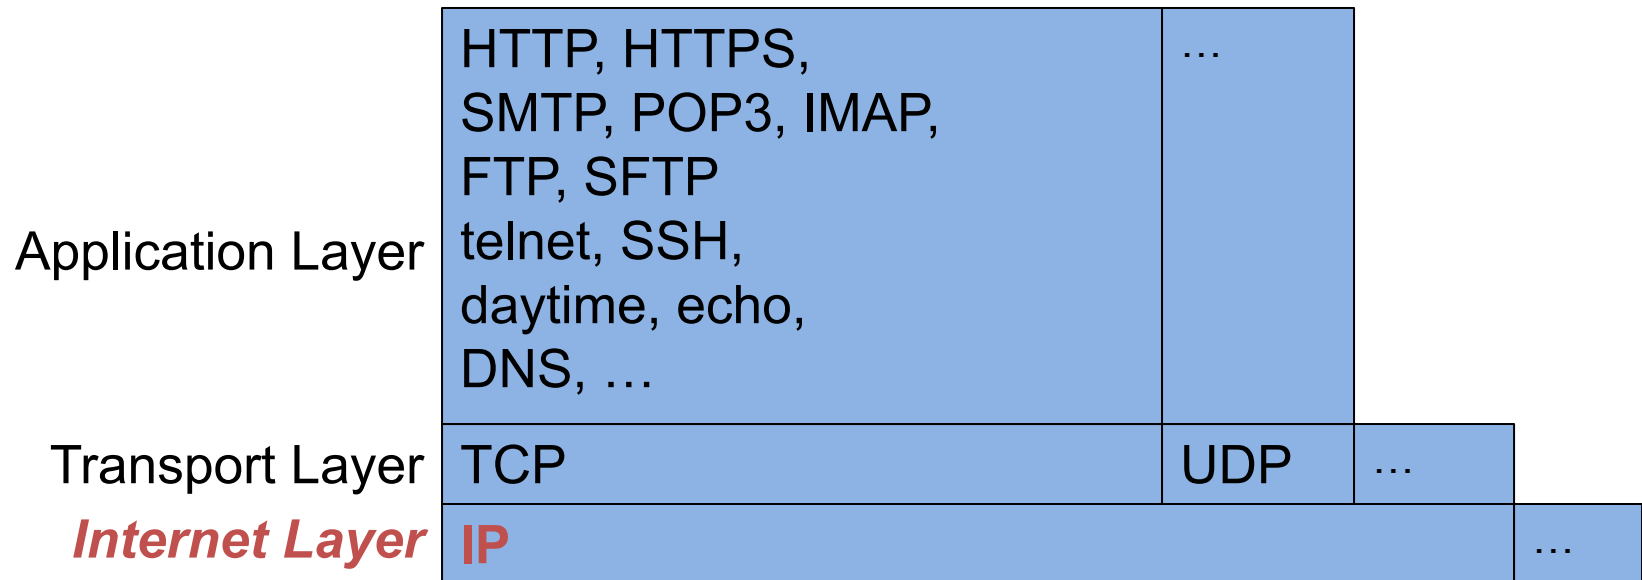 HTTP, HTTPS,
SMTP, POP3, IMAP,
FTP, SFTP
telnet, SSH,
daytime, echo,
DNS, …
…
Application Layer
Transport Layer
TCP
UDP
…
Internet Layer
IP
…